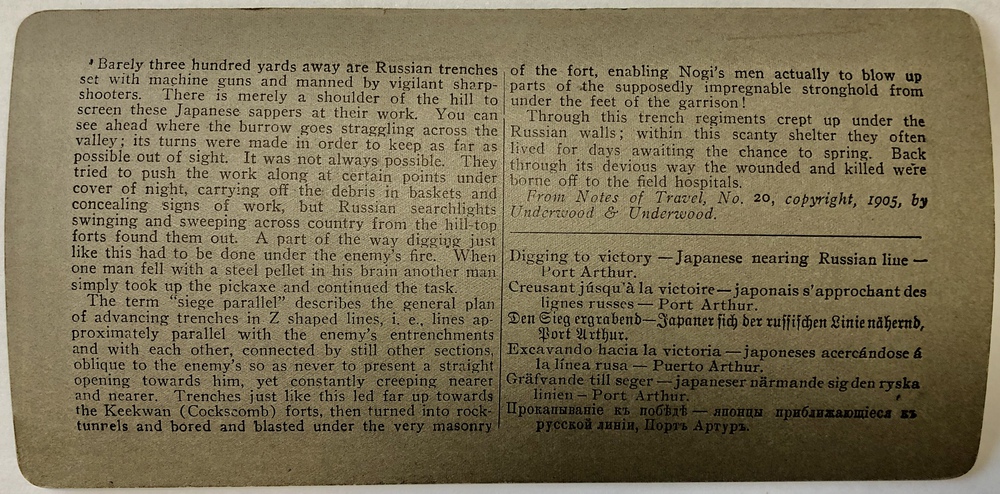 Barely three hundred yards away are Russian trenches
set with machine guns and manned by vigilant sharp-
shooters. There is merely a shoulder of the hill to
screen these Japanese sappers at their work. You can
see ahead where the burrow goes straggling across the
valley; its turns were made in order to keep as far as
possible out of sight. It was not always possible. They
tried to push the work along at certain points under
cover of night, carrying off the debris in baskets and
concealing signs of work, but Russian searchlights
swinging and sweeping across country from the hill-top
forts found them out. A part of the way digging just
like this had to be done under the enemy's fire. When
one man fell with a steel pellet in his brain another man
simply took up the pickaxe and continued the task.
The term "siege parallel" describes the general plan
of advancing trenches in Z shaped lines, i. e., lines ap-
proximately parallel with the enemy's entrenchments
and with each other, connected by still other sections,
oblique to the enemy's so as never to present a straight
opening towards him, yet constantly creeping nearer
and nearer. Trenches just like this led far up towards
the Keekwan (Cockscomb) forts, then turned into rock-
tunnels and bored and blasted under the very masonry
of the fort, enabling Nogi's men actually to blow up
parts of the supposedly impregnable stronghold from
under the feet of the garrison!
Through this trench regiments crept up under the
Russian walls; within this scanty shelter they often
lived for days awaiting the chance to spring. Back
through its devious way the wounded and killed were
borne off to the field hospitals.
From Notes of Travel, No. 20, copyright, 1905, by
Underwood & Underwood.
Digging to victory — Japanese nearing Russian line —
Port Arthur.
Creusant júsqu'à la victoire — japonais s'approchant des
lignes russes — Port Arthur.
Den Sieg ergrabend — Japaner sich der russischen Linie nähernd,
Port Arthur.
Excavando hacia la victoria — japoneses acercándose á
la línea rusa — Puerto Arthur.
Gräfvande till seger — japaneser närmande sig den ryska
linien — Port Arthur.
Прокапываніе къ побѣдѣ — японцы приближающіеся къ
русской линіи, Портъ Артуръ.